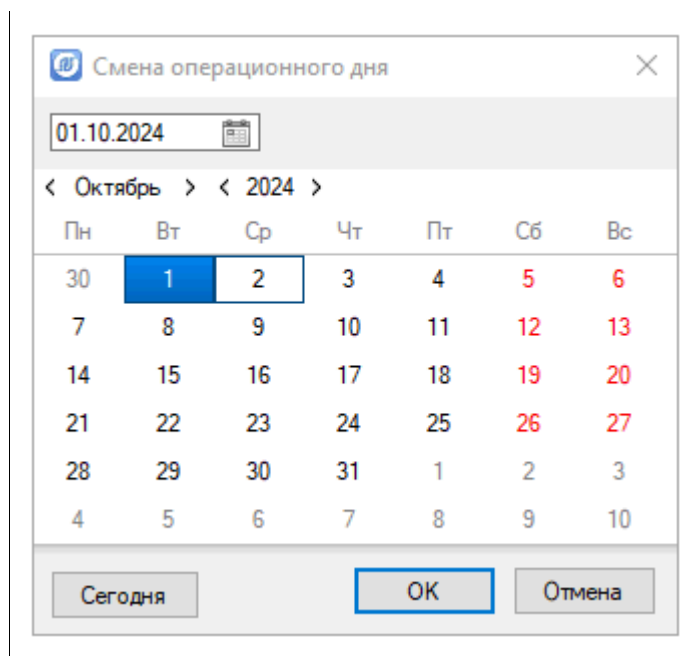 Смена операционного дня
01.10.2024
< Октябрь > < 2024 >
Пн Вт Ср Чт Пт Сб Вс
30 1 2 3 4 5 6
7 8 9 10 11 12 13
14 15 16 17 18 19 20
21 22 23 24 25 26 27
28 29 30 31 1 2 3
4 5 6 7 8 9 10
Сегодня OK Отмена